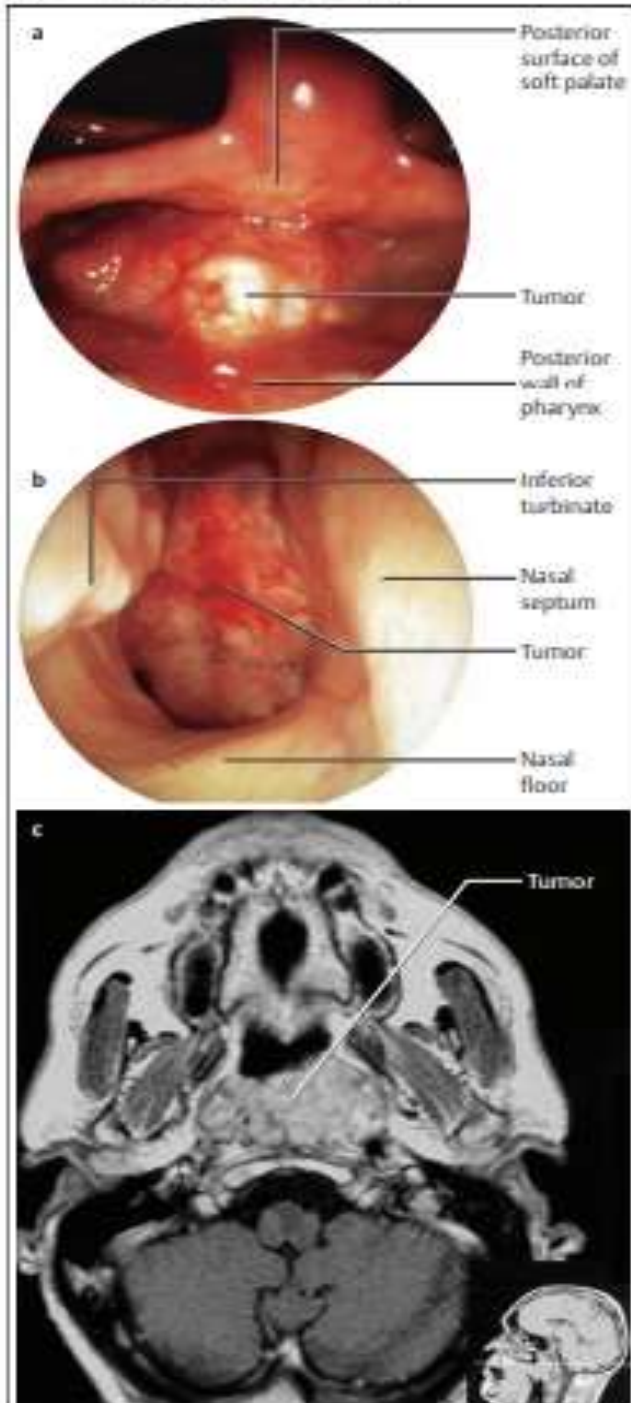 a
Posterior
surface of
soft palate
Tumor
Posterior
wall of
pharynx
b
Inferior
turbinate
Nasal
septum
Tumor
Nasal
floor
c
Tumor